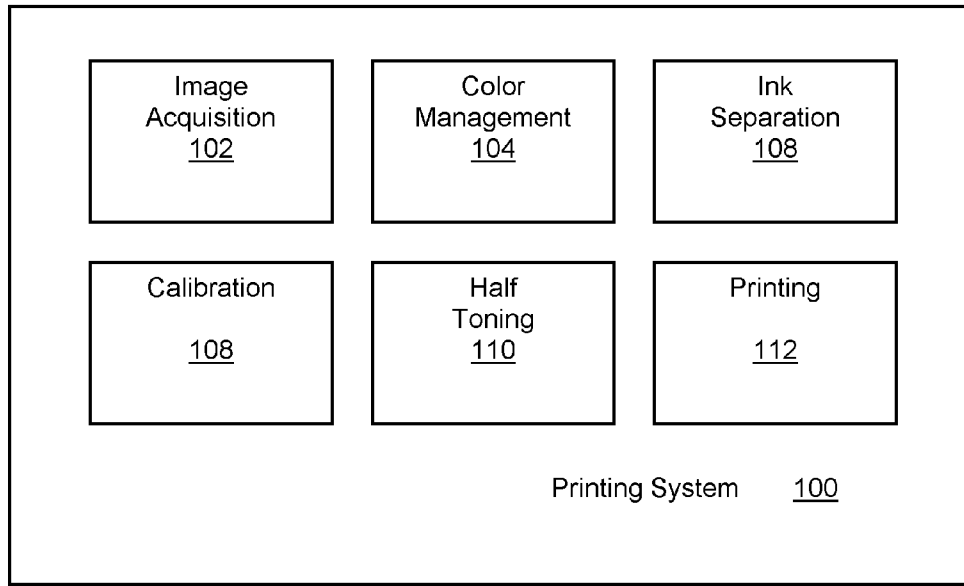 Image
Acquisition
102
Color
Management
104
Ink
Separation
108
Calibration
108
Half
Toning
110
Printing
112
Printing System 100